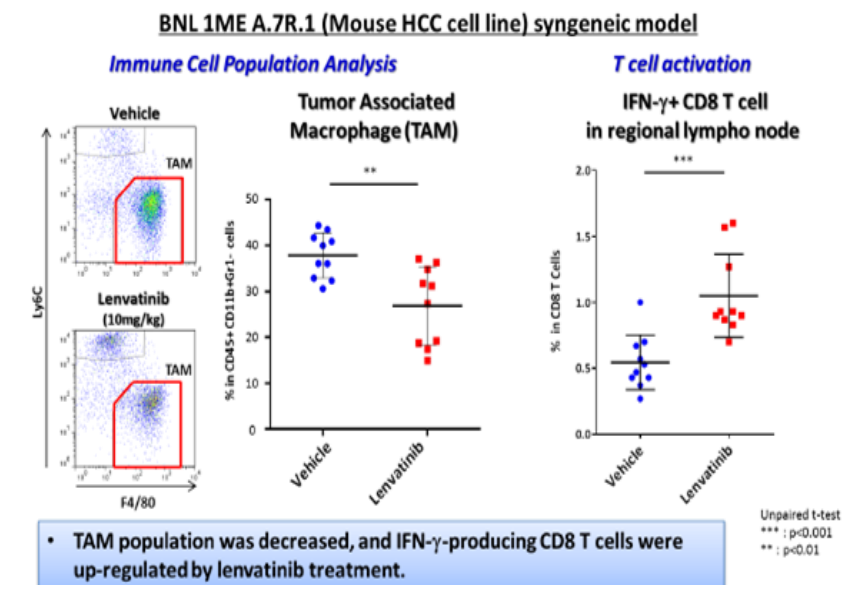 BNL 1ME A.7R.1 (Mouse HCC cell line) syngeneic model
Immune Cell Population Analysis
T cell activation
Vehicle
TAM
Ly6C
Lenvatinib
(10mg/kg)
TAM
F4/80
Tumor Associated
Macrophage (TAM)
**
% in CD45+ CD11b+Gr1- cells
50
40
30
20
10
0
Vehicle
Lenvatinib
IFN-γ+ CD8 T cell
in regional lympho node
***
% in CD8 T Cells
2.0
1.5
1.0
0.5
0.0
Vehicle
Lenvatinib
Unpaired t-test
*** : p<0.001
** : p<0.01
• TAM population was decreased, and IFN-γ-producing CD8 T cells were
up-regulated by lenvatinib treatment.